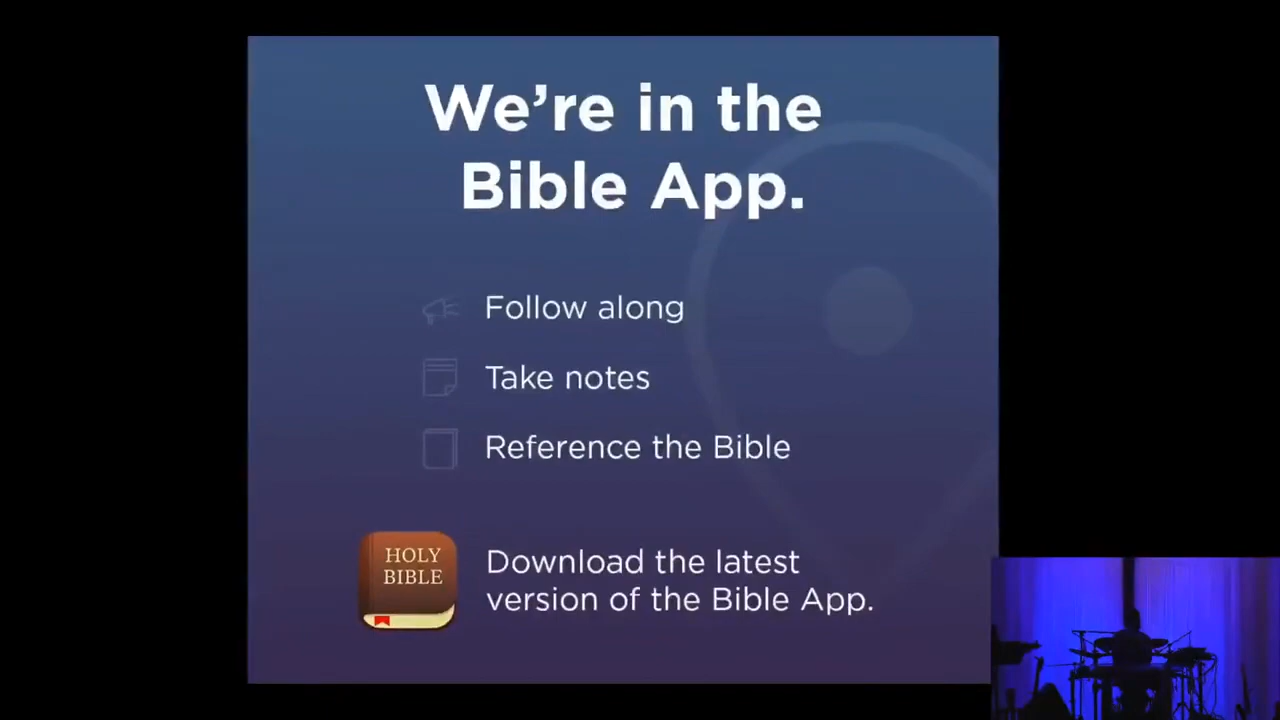 We're in the
Bible App.
Follow along
Take notes
Reference the Bible
HOLY
BIBLE
Download the latest
version of the Bible App.